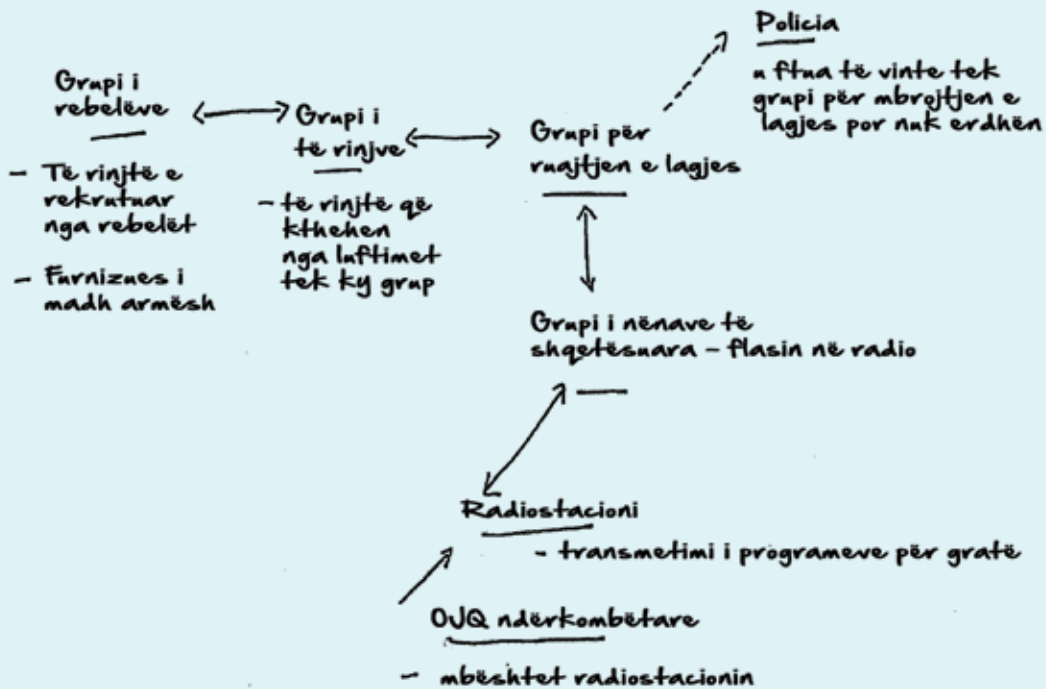 Policia
u ftua të vinte tek
grupi për mbrojtjen e
lagjes por nuk erdhën
Grupi i
rebelëve
– Të rinjtë e
rekrutuar
nga rebelët
– Furnizues i
madh armësh
Grupi i
të rinjve
– të rinjtë që
kthehen
nga luftimet
tek ky grup
Grupi për
ruajtjen e lagjes
Grupi i nënave të
shqetësuara – flasin në radio
Radiostacioni
– transmetimi i programeve për gratë
OJQ ndërkombëtare
– mbështet radiostacionin